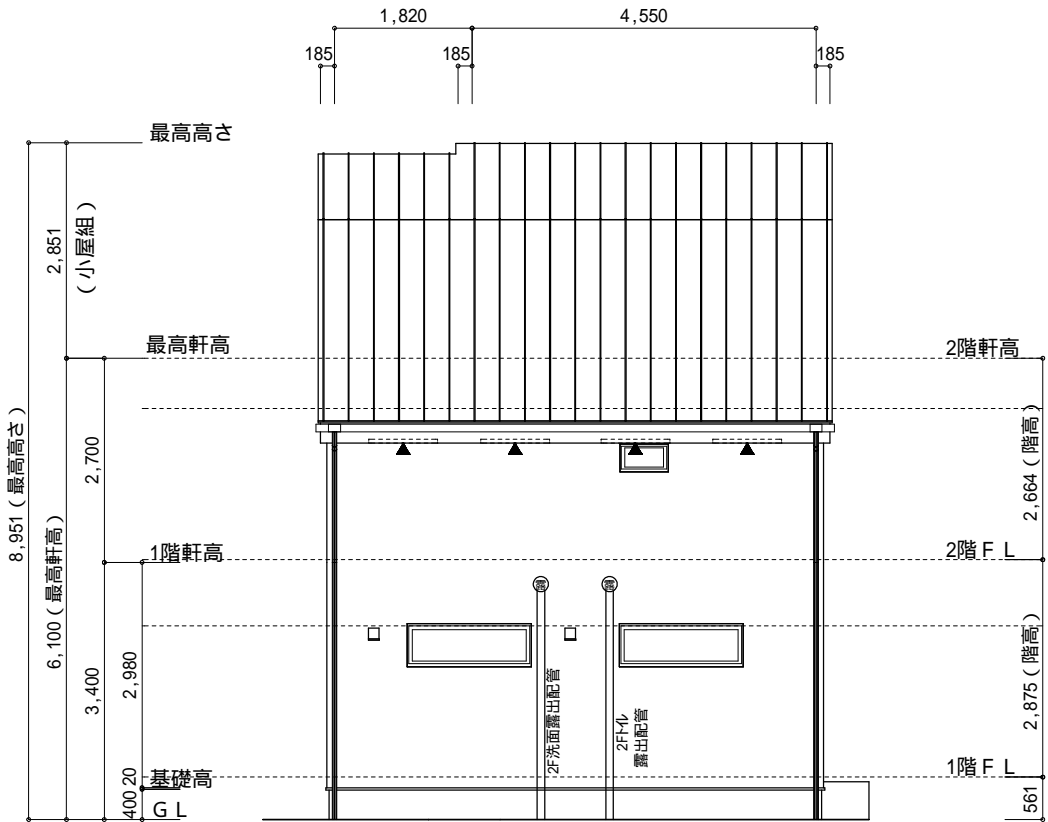 1,820
4,550
185
185
185
最高高さ
2,851
(小屋組)
最高軒高
2階軒高
8,951(最高高さ)
6,100(最高軒高)
2,700
2,664(階高)
1階軒高
2階ＦＬ
3,400
2,980
2F洗面露出配管
2Fﾄｲﾚ
露出配管
2,875(階高)
基礎高
1階ＦＬ
20
400
ＧＬ
561